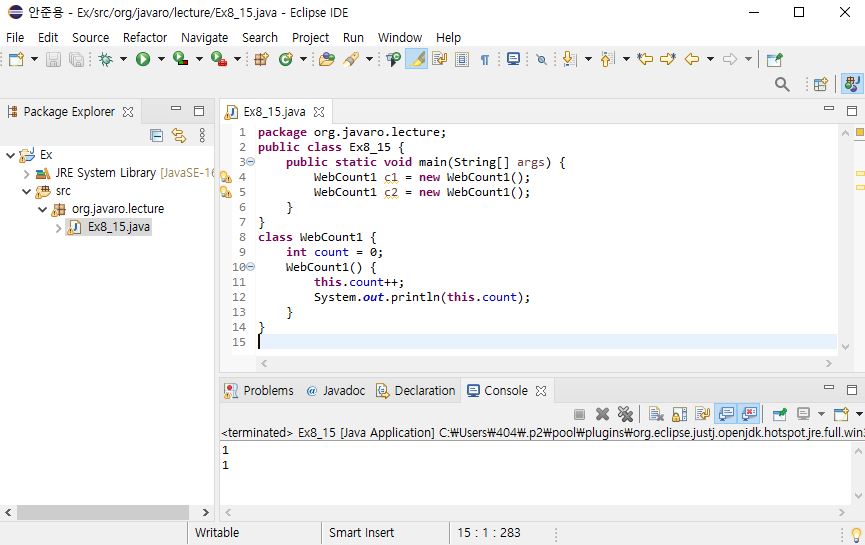 안준용 - Ex/src/org/javaro/lecture/Ex8_15.java - Eclipse IDE
File Edit Source Refactor Navigate Search Project Run Window Help
Package Explorer
Ex
JRE System Library [JavaSE-16
src
org.javaro.lecture
Ex8_15.java
Ex8_15.java
1 package org.javaro.lecture;
2 public class Ex8_15 {
3 public static void main(String[] args) {
4 WebCount1 c1 = new WebCount1();
5 WebCount1 c2 = new WebCount1();
6 }
7 }
8 class WebCount1 {
9 int count = 0;
10 WebCount1() {
11 this.count++;
12 System.out.println(this.count);
13 }
14 }
15
Problems @ Javadoc Declaration Console
<terminated> Ex8_15 [Java Application] C:₩Users₩404₩.p2₩pool₩plugins₩org.eclipse.justj.openjdk.hotspot.jre.full.win3
1
1
Writable Smart Insert 15 : 1 : 283